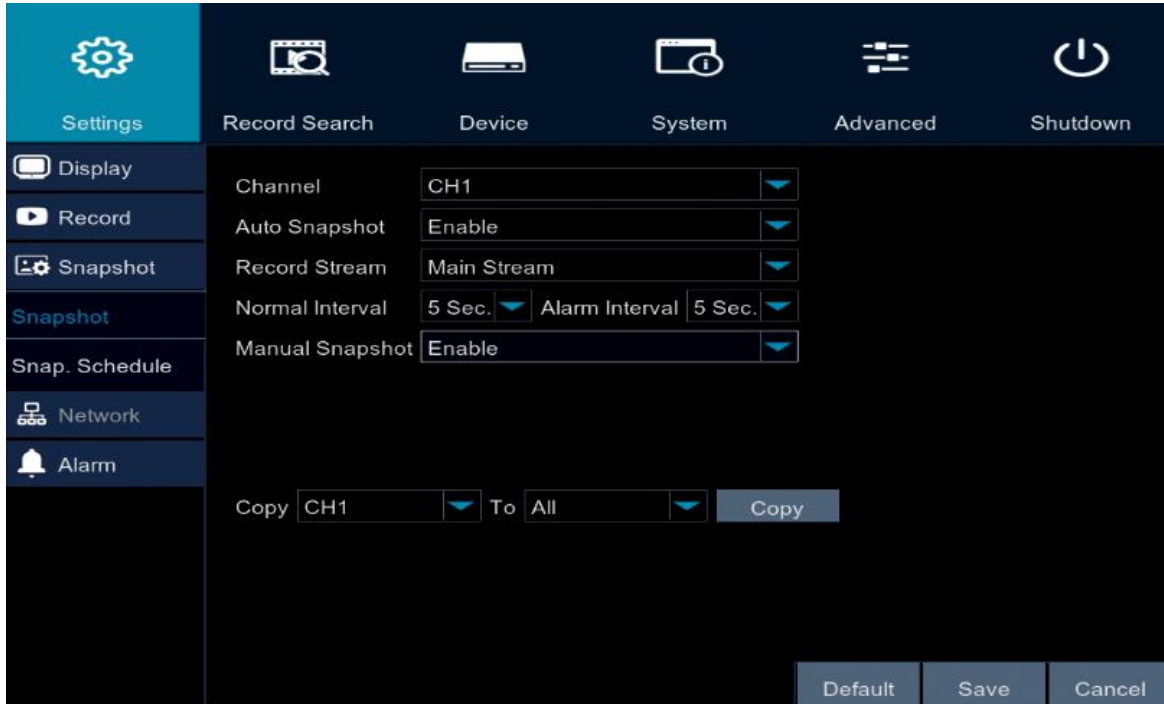 Settings Record Search Device System Advanced Shutdown
Display
Record
Snapshot
Snapshot
Snap. Schedule
Network
Alarm
Channel CH1
Auto Snapshot Enable
Record Stream Main Stream
Normal Interval 5 Sec. Alarm Interval 5 Sec.
Manual Snapshot Enable
Copy CH1 To All Copy
Default Save Cancel